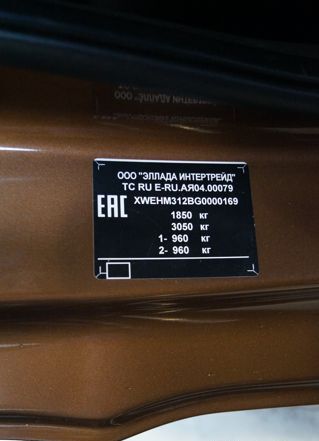 ООО "ЭЛЛАДА ИНТЕРТРЕЙД"
ТС RU Е-RU.АЯ04.00079
EAC
XWEHM312BG0000169
1850 кг
3050 кг
1- 960 кг
2- 960 кг